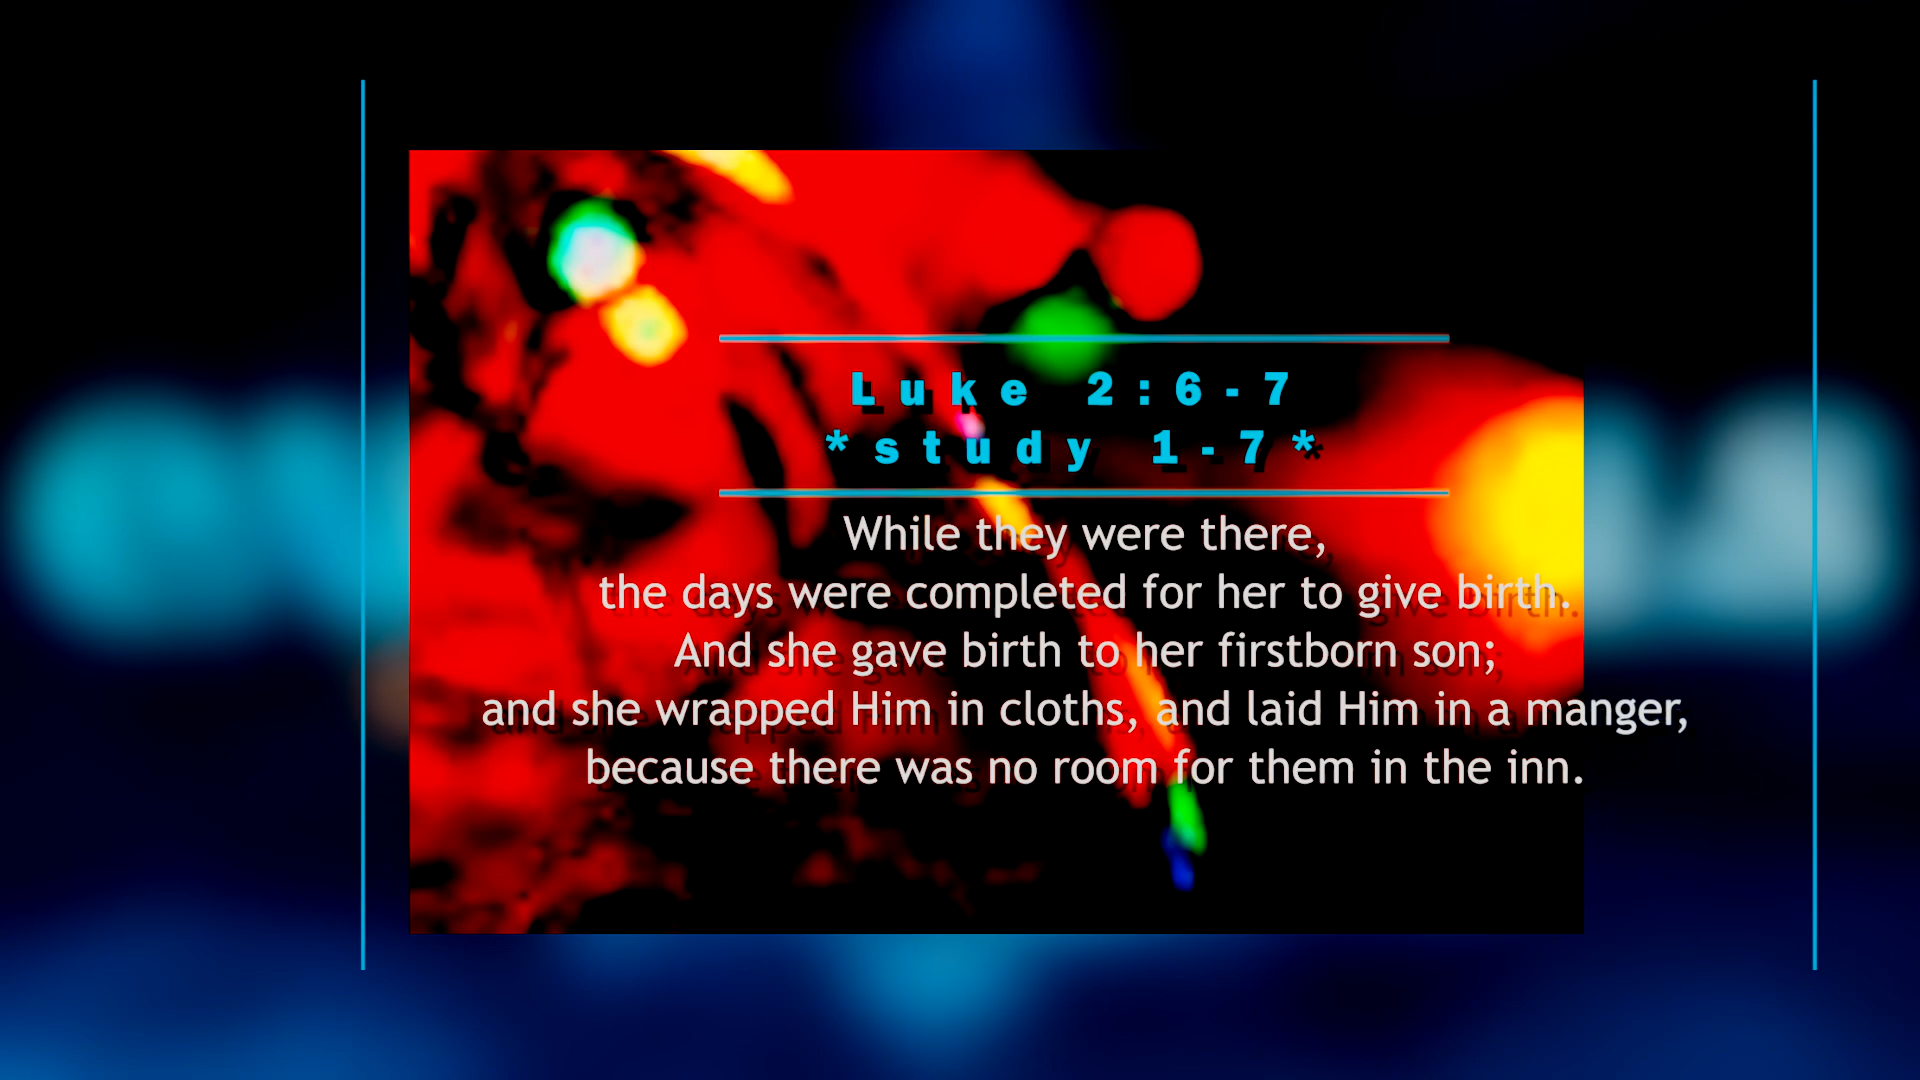 Luke 2:6-7
*study 1-7*
While they were there,
the days were completed for her to give birth.
And she gave birth to her firstborn son;
and she wrapped Him in cloths, and laid Him in a manger,
because there was no room for them in the inn.